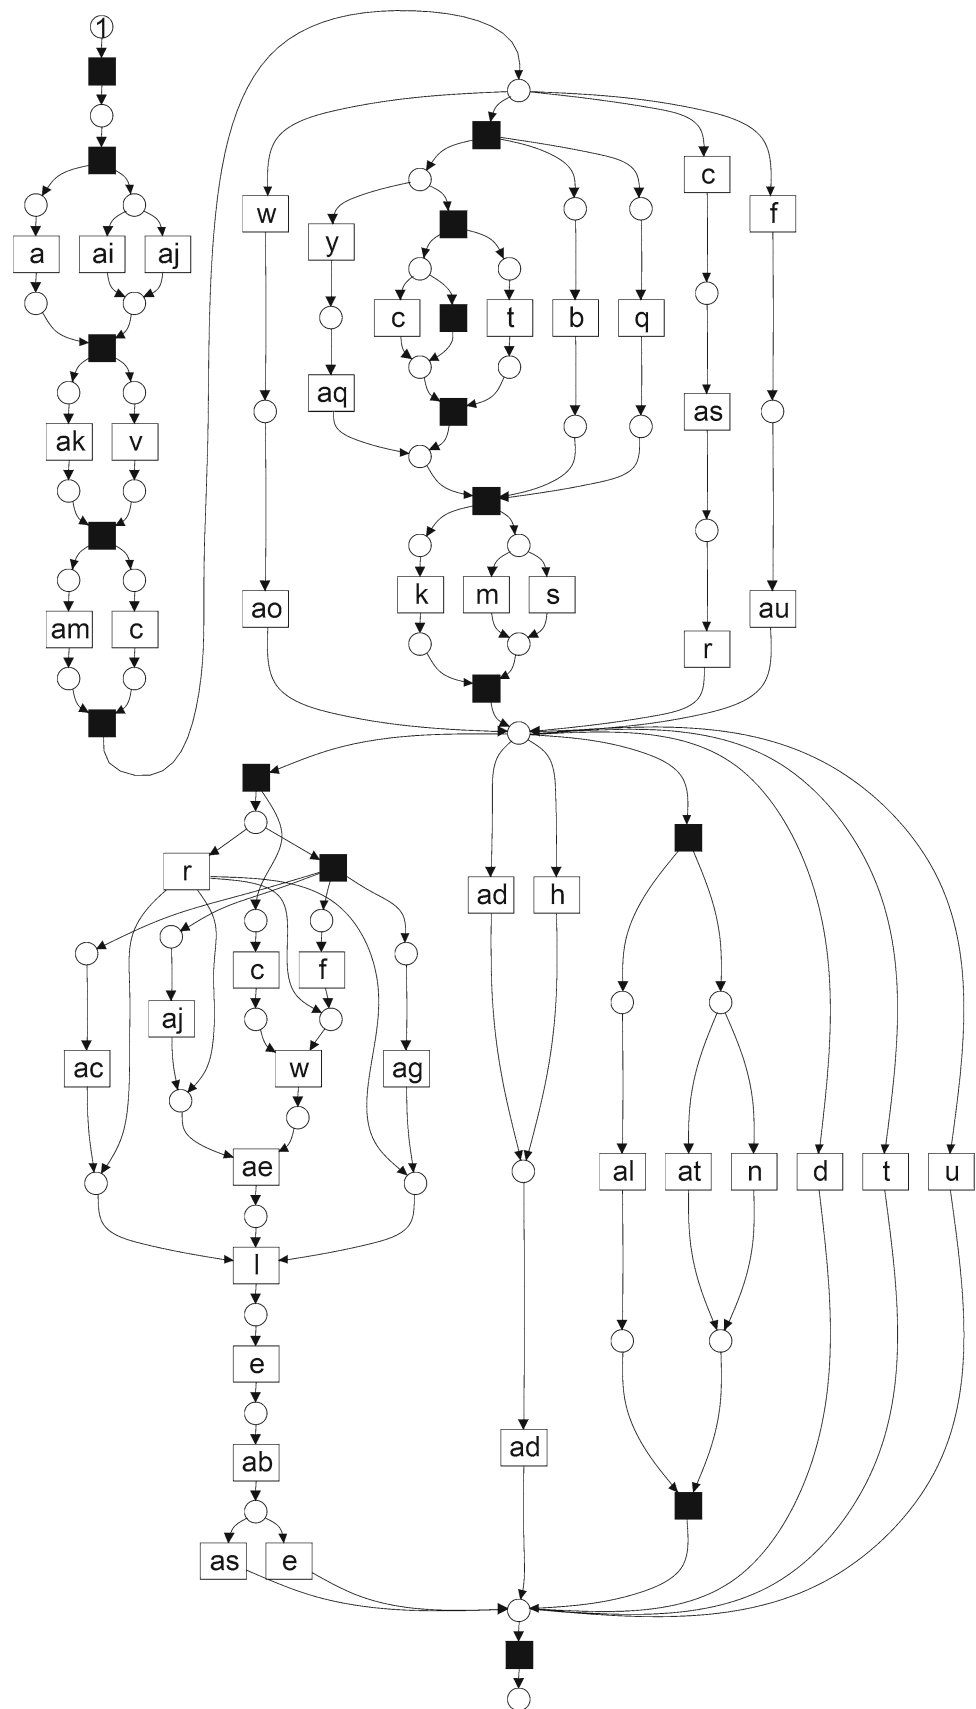 1
c
w f
y
a ai aj
c t b q
aq
as
ak v
k m s
ao au
am c
r
r
ad h
c f
aj
ac w ag
ae al at n d t u
l
e
ad
ab
as e